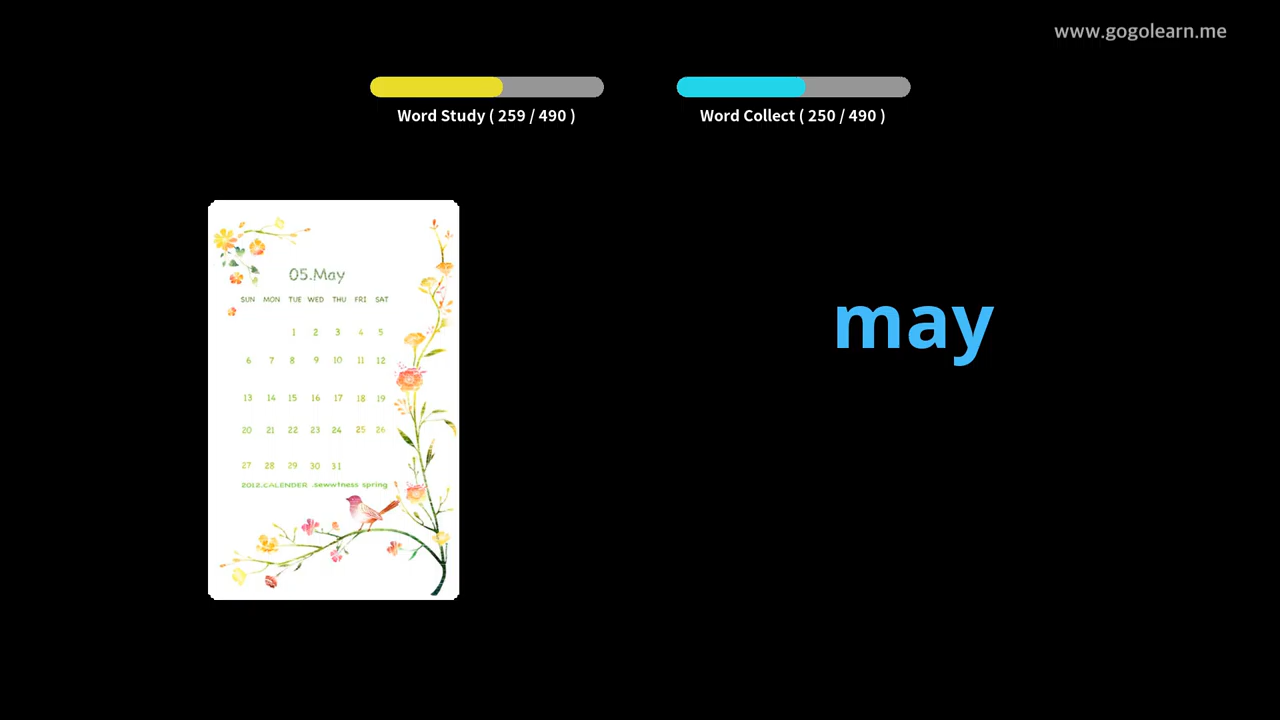 www.gogolearn.me
Word Study ( 259 / 490 )
Word Collect ( 250 / 490 )
05.May
SUN MON TUE WED THU FRI SAT
1 2 3 4 5
6 7 8 9 10 11 12
13 14 15 16 17 18 19
20 21 22 23 24 25 26
27 28 29 30 31
2012.CALENDER .sewwtness spring
may